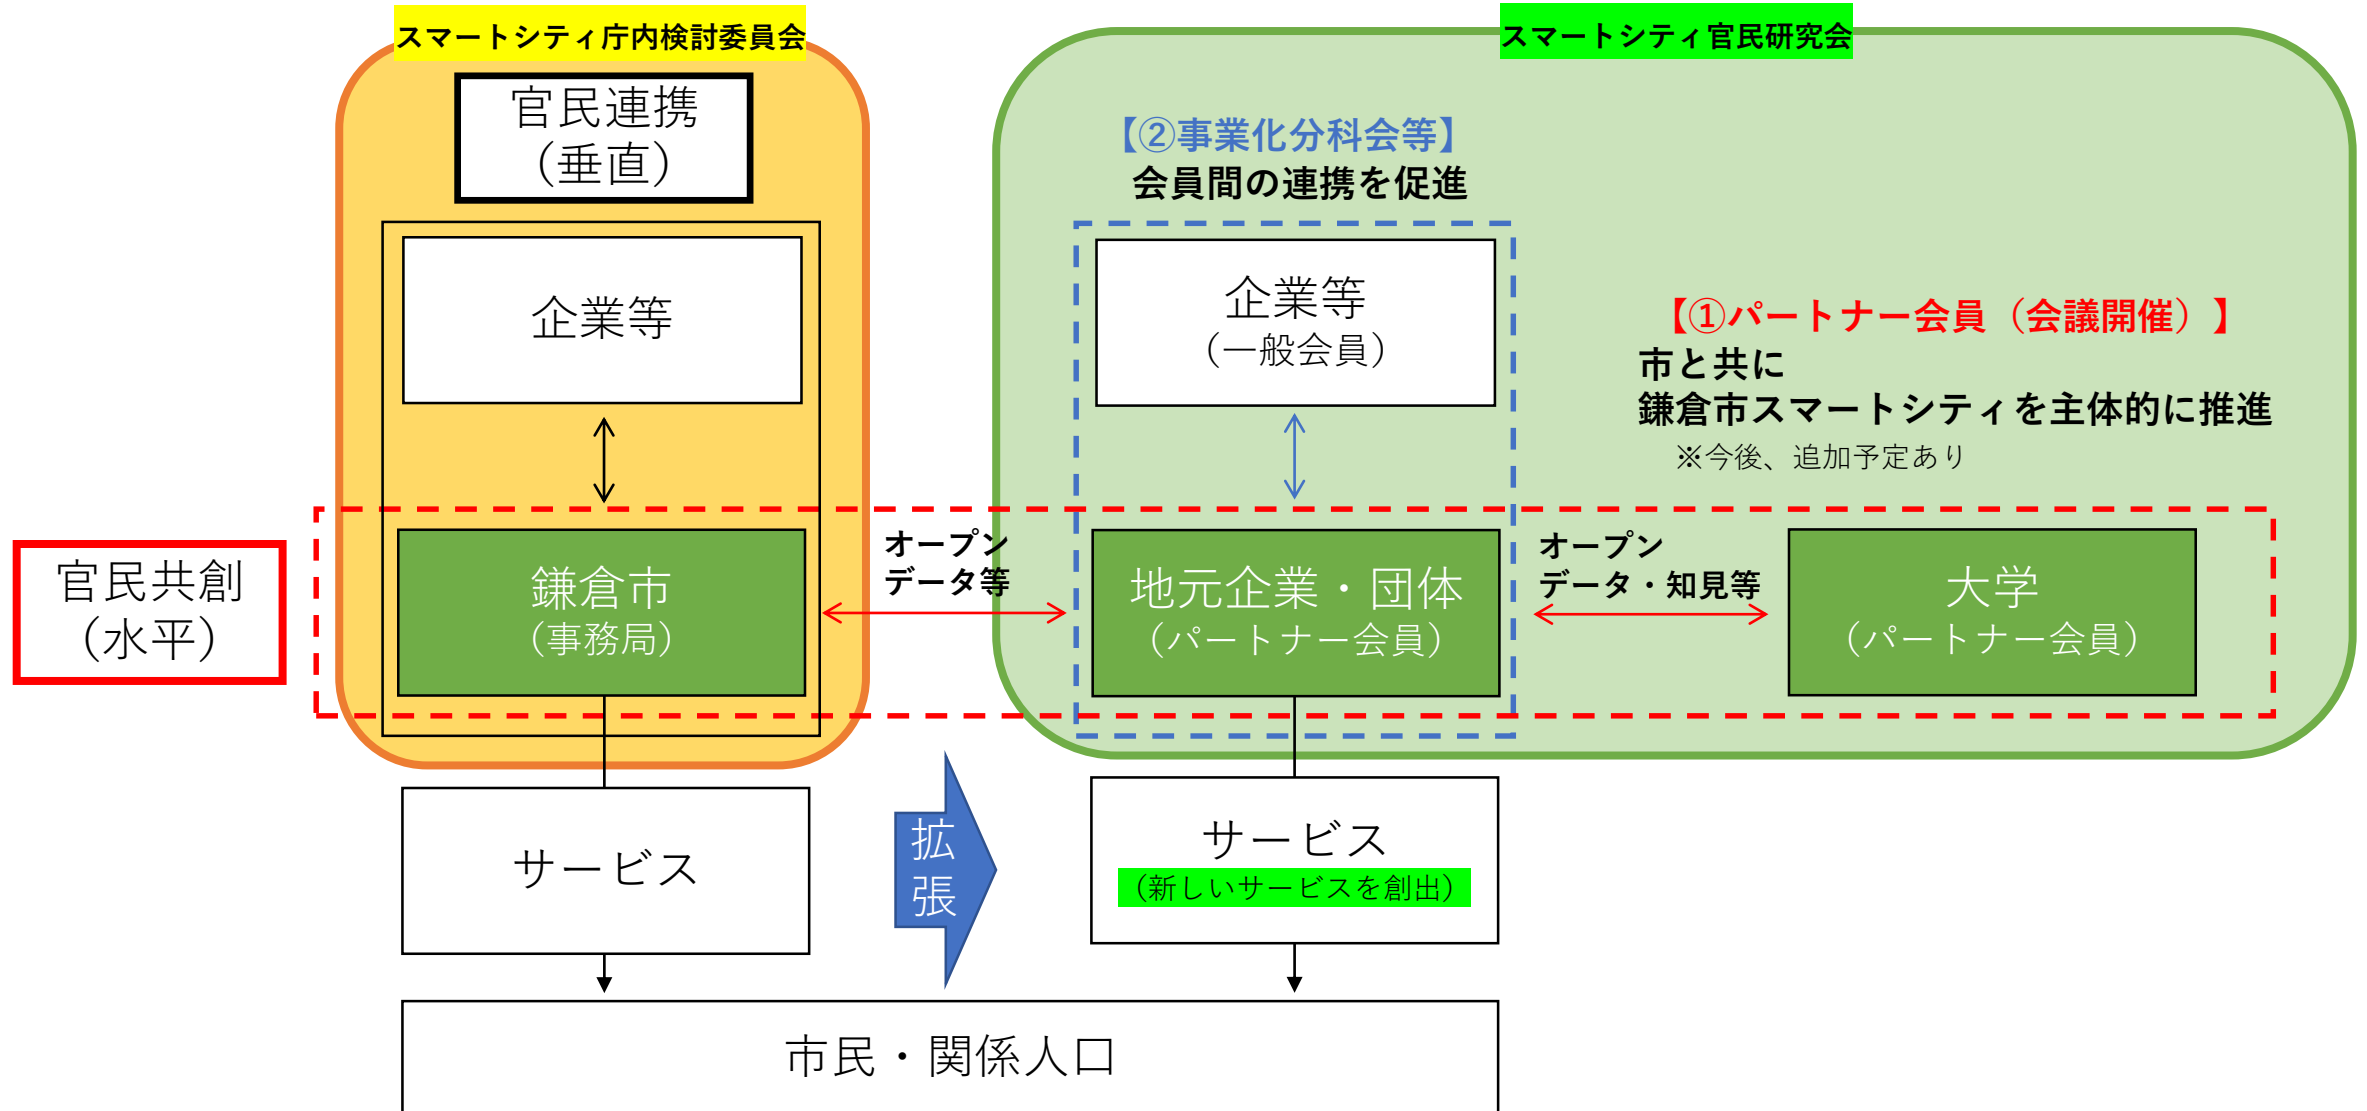 スマートシティ庁内検討委員会
官民連携
（垂直）
企業等
鎌倉市
（事務局）
官民共創
（水平）
スマートシティ官民研究会
【②事業化分科会等】
会員間の連携を促進
企業等
（一般会員）
【①パートナー会員（会議開催）】
市と共に
鎌倉市スマートシティを主体的に推進
※今後、追加予定あり
オープン
データ等
地元企業・団体
（パートナー会員）
オープン
データ・知見等
大学
（パートナー会員）
サービス
拡
張
サービス
（新しいサービスを創出）
市民・関係人口